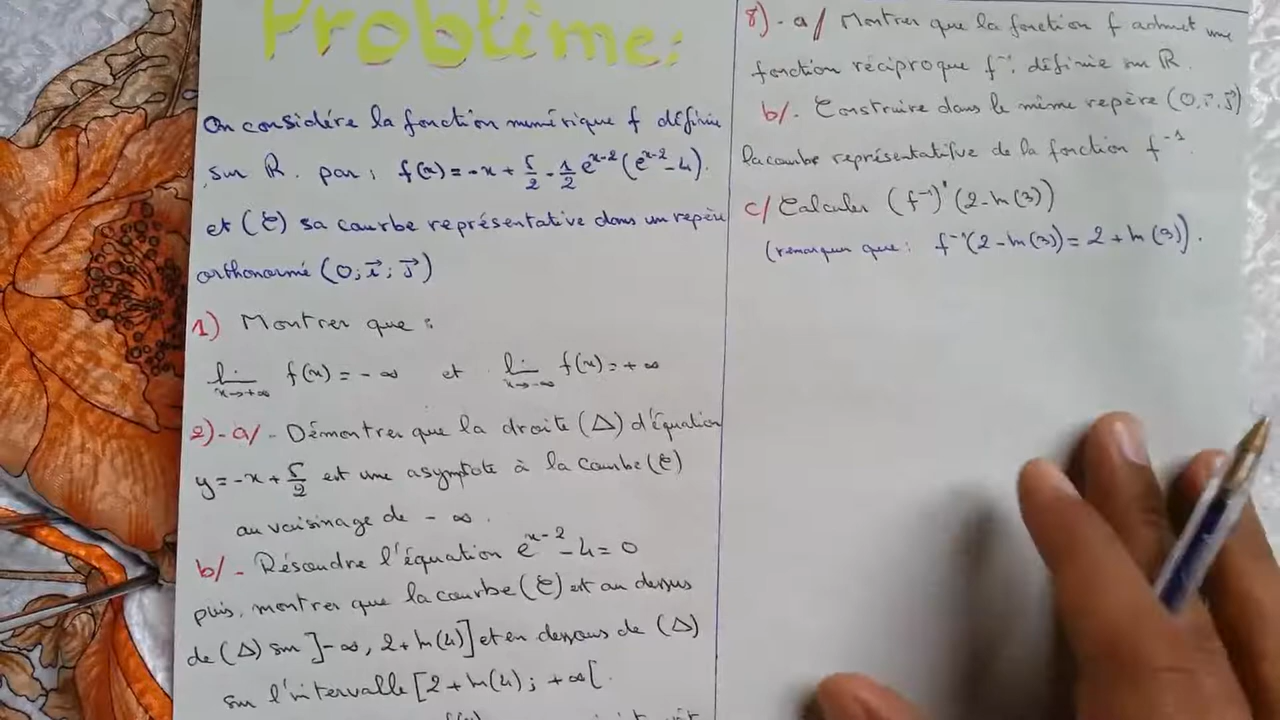 Problème:
On considére la fonction numérique f définie
sur ℝ. par: f(x) = -x + 5/2 - 1/2 e^{x-2} (e^{x-2} - 4).
et (C) sa courbe représentative dans un repère
orthonormé (O; i⃗; j⃗)
1) Montrer que :
lim_{x→+∞} f(x) = -∞ et lim_{x→-∞} f(x) = +∞
2) - a/ - Démontrer que la droite (Δ) d'équation
y = -x + 5/2 est une asymptote à la courbe (C)
au voisinage de -∞.
b/ - Résoudre l'équation e^{x-2} - 4 = 0
puis, montrer que la courbe (C) est au dessus
de (Δ) sur ]-∞, 2+ln(4)] et en dessous de (Δ)
sur l'intervalle [2+ln(4); +∞[.
8) - a/ Montrer que la fonction f admet une
fonction réciproque f^{-1}. définie sur ℝ.
b/. Construire dans le même repère (O, i⃗, j⃗)
la courbe représentative de la fonction f^{-1}.
c/ Calculer (f^{-1})' (2-ln(3))
(remarquer que: f^{-1}(2-ln(3)) = 2+ln(3)).